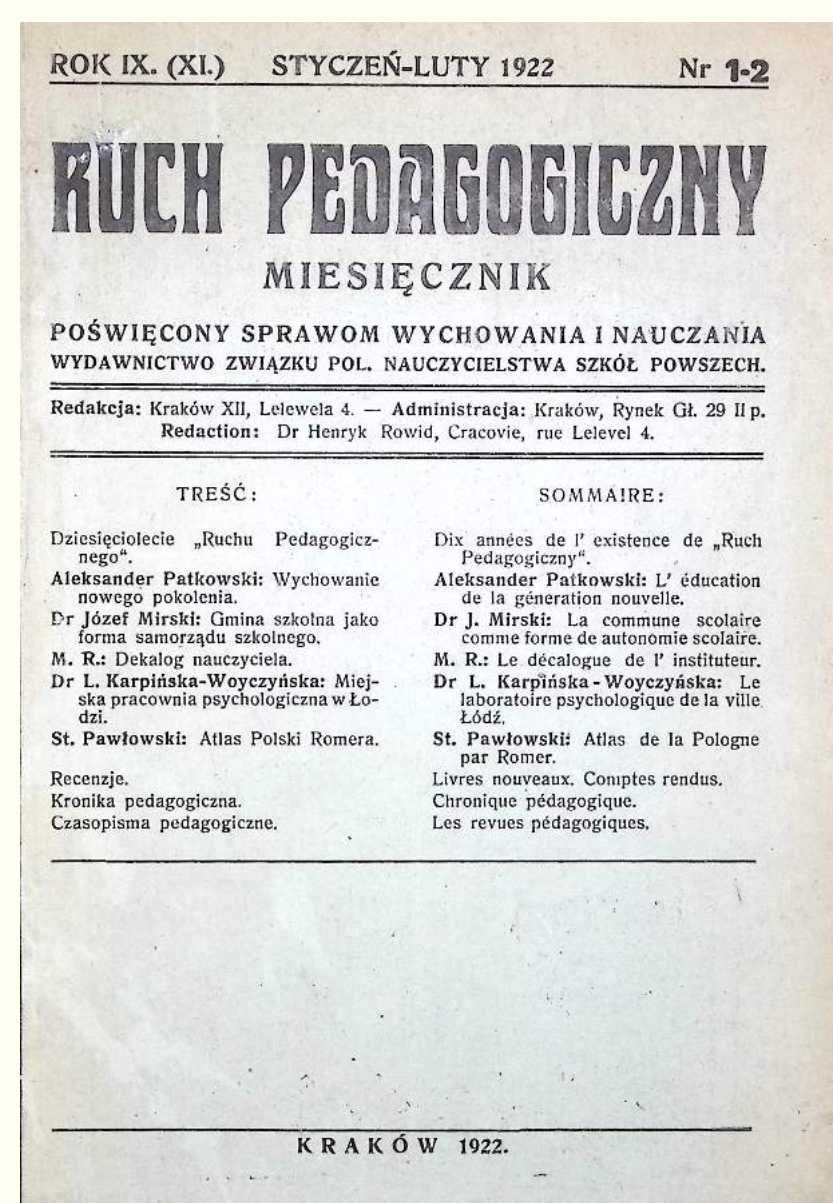 ROK IX. (XI.) STYCZEŃ-LUTY 1922 Nr 1-2
RUCH PEDAGOGICZNY
MIESIĘCZNIK
POŚWIĘCONY SPRAWOM WYCHOWANIA I NAUCZANIA
WYDAWNICTWO ZWIĄZKU POL. NAUCZYCIELSTWA SZKÓŁ POWSZECH.
Redakcja: Kraków XII, Lelewela 4. — Administracja: Kraków, Rynek Gł. 29 II p.
Redaction: Dr Henryk Rowid, Cracovie, rue Lelevel 4.
TREŚĆ:
Dziesięciolecie „Ruchu Pedagogicz-
nego“.
Aleksander Patkowski: Wychowanie
nowego pokolenia.
Dr Józef Mirski: Gmina szkolna jako
forma samorządu szkolnego.
M. R.: Dekalog nauczyciela.
Dr L. Karpińska-Woyczyńska: Miej-
ska pracownia psychologiczna w Ło-
dzi.
St. Pawłowski: Atlas Polski Romera.
Recenzje.
Kronika pedagogiczna.
Czasopisma pedagogiczne.
SOMMAIRE:
Dix années de l' existence de „Ruch
Pedagogiczny“.
Aleksander Patkowski: L' éducation
de la géneration nouvelle.
Dr J. Mirski: La commune scolaire
comme forme de autonomie scolaire.
M. R.: Le décalogue de l' instituteur.
Dr L. Karpińska-Woyczyńska: Le
laboratoire psychologique de la ville
Łódź.
St. Pawłowski: Atlas de la Pologne
par Romer.
Livres nouveaux. Comptes rendus.
Chronique pédagogique.
Les revues pédagogiques.
KRAKÓW 1922.